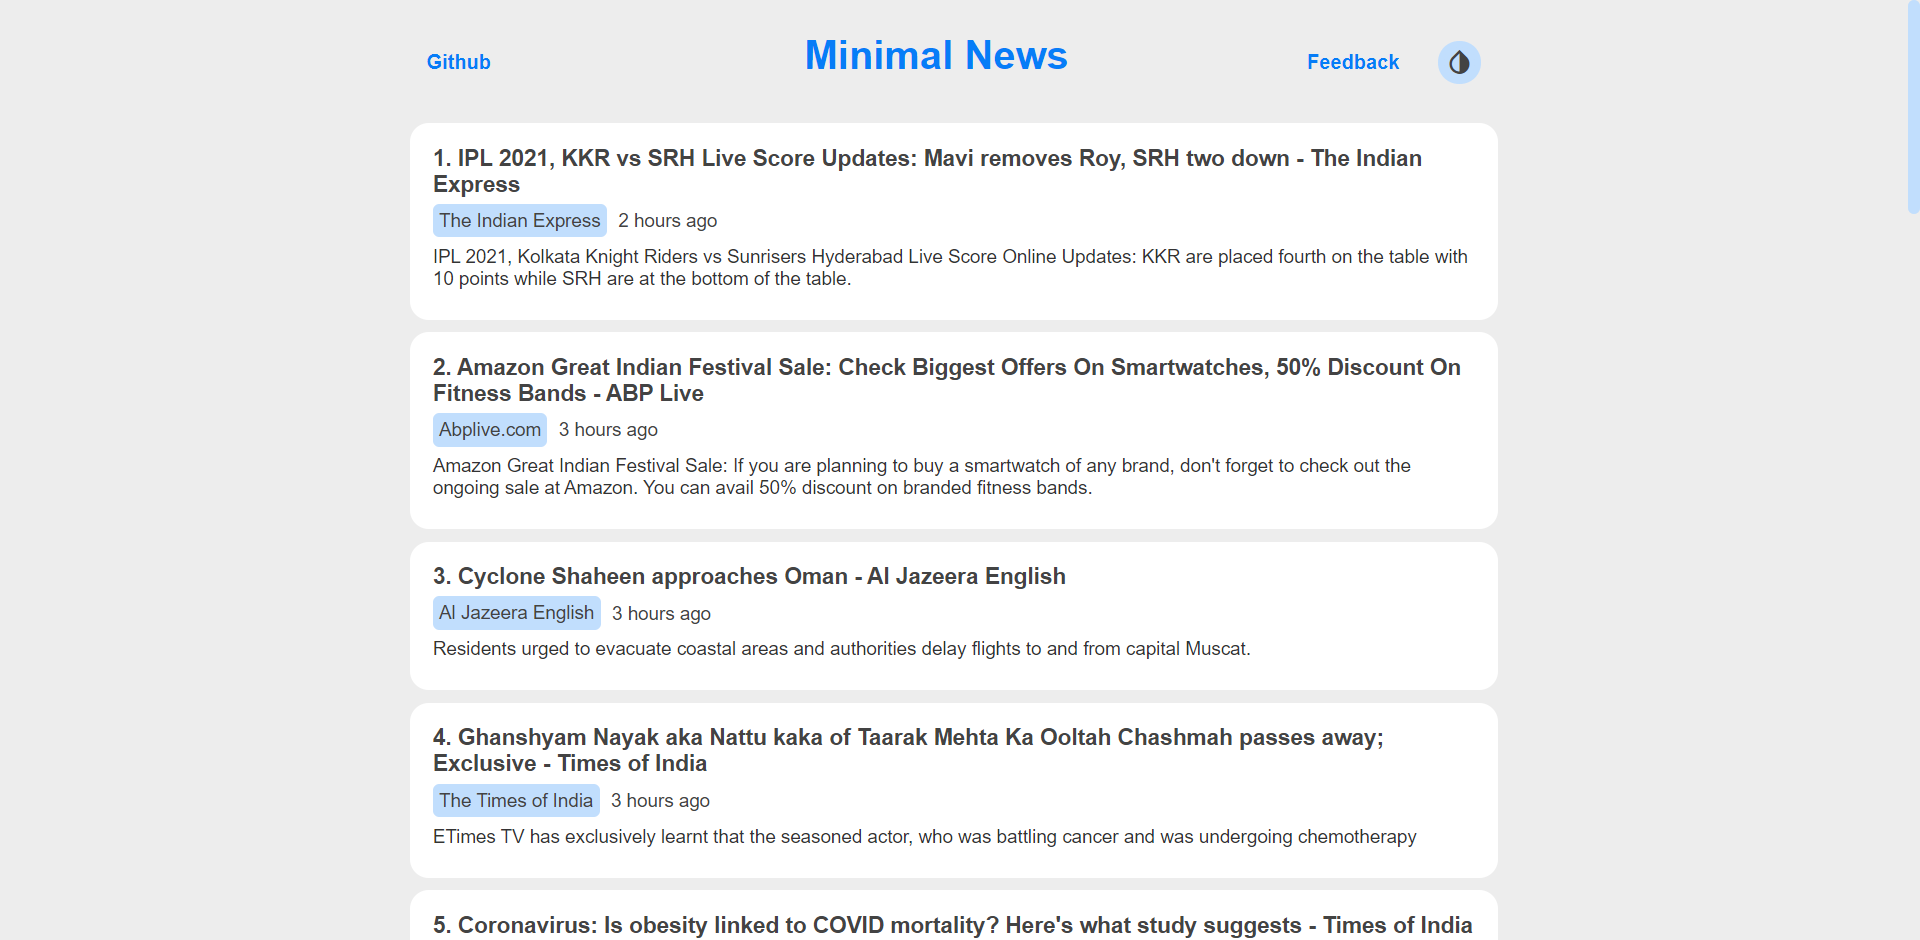 Github
Minimal News
Feedback
1. IPL 2021, KKR vs SRH Live Score Updates: Mavi removes Roy, SRH two down - The Indian
Express
The Indian Express 2 hours ago
IPL 2021, Kolkata Knight Riders vs Sunrisers Hyderabad Live Score Online Updates: KKR are placed fourth on the table with
10 points while SRH are at the bottom of the table.
2. Amazon Great Indian Festival Sale: Check Biggest Offers On Smartwatches, 50% Discount On
Fitness Bands - ABP Live
Abplive.com 3 hours ago
Amazon Great Indian Festival Sale: If you are planning to buy a smartwatch of any brand, don't forget to check out the
ongoing sale at Amazon. You can avail 50% discount on branded fitness bands.
3. Cyclone Shaheen approaches Oman - Al Jazeera English
Al Jazeera English 3 hours ago
Residents urged to evacuate coastal areas and authorities delay flights to and from capital Muscat.
4. Ghanshyam Nayak aka Nattu kaka of Taarak Mehta Ka Ooltah Chashmah passes away;
Exclusive - Times of India
The Times of India 3 hours ago
ETimes TV has exclusively learnt that the seasoned actor, who was battling cancer and was undergoing chemotherapy
5. Coronavirus: Is obesity linked to COVID mortality? Here's what study suggests - Times of India